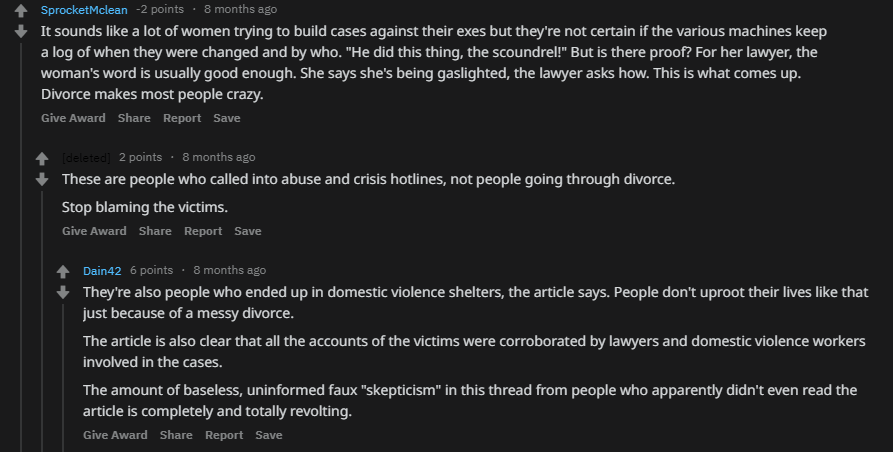 SprocketMclean -2 points · 8 months ago
It sounds like a lot of women trying to build cases against their exes but they're not certain if the various machines keep
a log of when they were changed and by who. "He did this thing, the scoundrel!" But is there proof? For her lawyer, the
woman's word is usually good enough. She says she's being gaslighted, the lawyer asks how. This is what comes up.
Divorce makes most people crazy.
Give Award Share Report Save
[deleted] 2 points · 8 months ago
These are people who called into abuse and crisis hotlines, not people going through divorce.
Stop blaming the victims.
Give Award Share Report Save
Dain42 6 points · 8 months ago
They're also people who ended up in domestic violence shelters, the article says. People don't uproot their lives like that
just because of a messy divorce.
The article is also clear that all the accounts of the victims were corroborated by lawyers and domestic violence workers
involved in the cases.
The amount of baseless, uninformed faux "skepticism" in this thread from people who apparently didn't even read the
article is completely and totally revolting.
Give Award Share Report Save